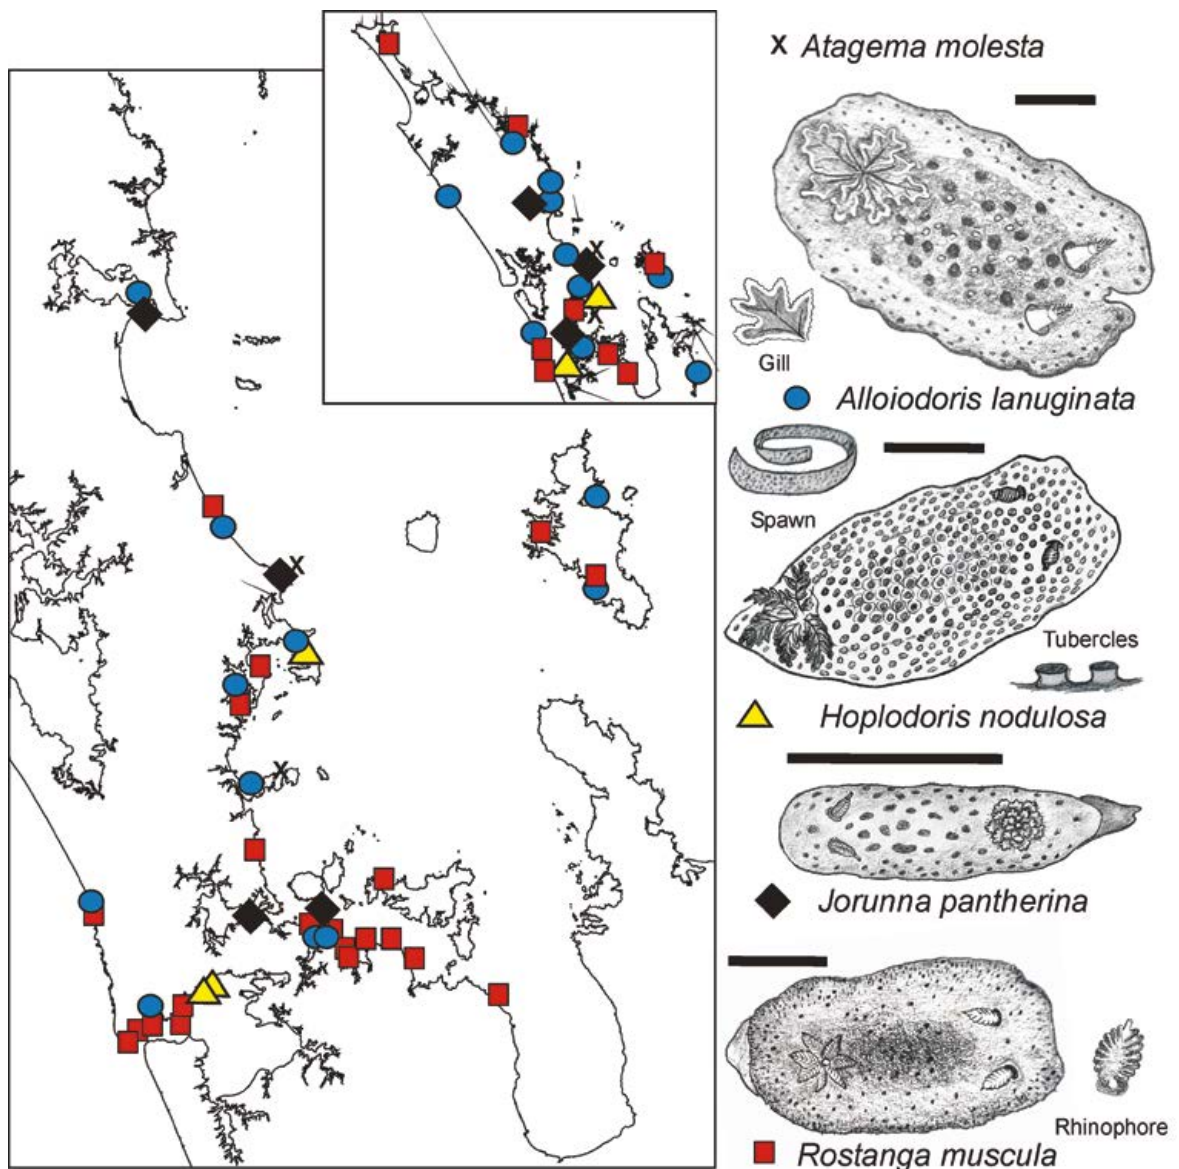 x Atagema molesta
Gill
Alloiodoris lanuginata
Spawn
Tubercles
Hoplodoris nodulosa
Jorunna pantherina
Rhinophore
Rostanga muscula
x
x
x